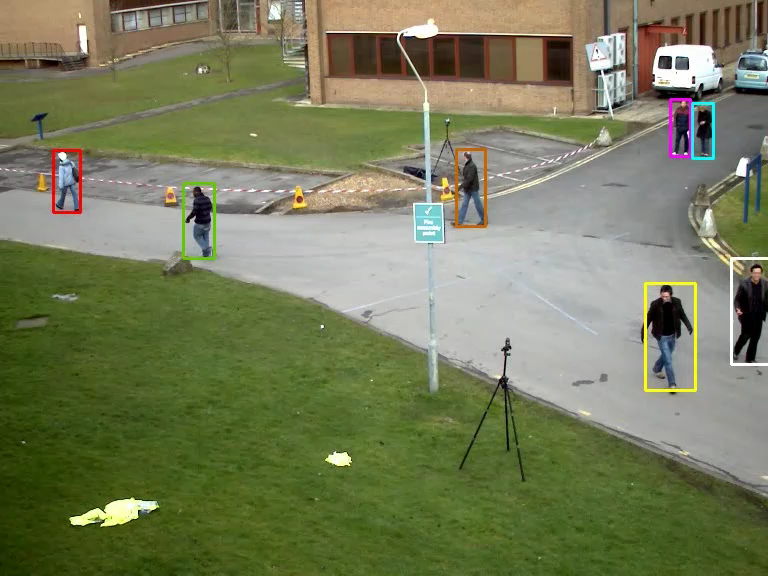 Fire
assembly
point